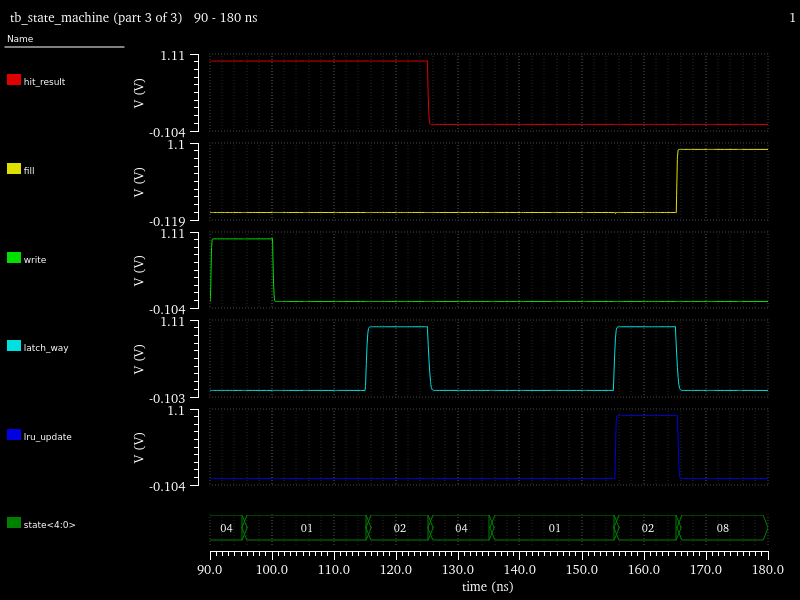 tb_state_machine (part 3 of 3) 90 - 180 ns 1
Name
hit_result
V (V)
1.11
-0.104
fill
V (V)
1.1
-0.119
write
V (V)
1.11
-0.104
latch_way
V (V)
1.11
-0.103
lru_update
V (V)
1.1
-0.104
state<4:0>
04 01 02 04 01 02 08
90.0 100.0 110.0 120.0 130.0 140.0 150.0 160.0 170.0 180.0
time (ns)